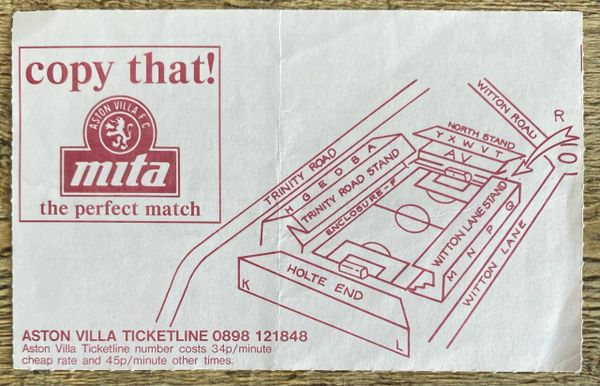 copy that!
ASTON VILLA F.C
mita
the perfect match
TRINITY ROAD
H G E D B A
TRINITY ROAD STAND
ENCLOSURE-F
NORTH STAND
Y X W V T
AV
WITTON ROAD
R
WITTON LANE STAND
M N P Q
WITTON LANE
HOLTE END
K
L
ASTON VILLA TICKETLINE 0898 121848
Aston Villa Ticketline number costs 34p/minute
cheap rate and 45p/minute other times.